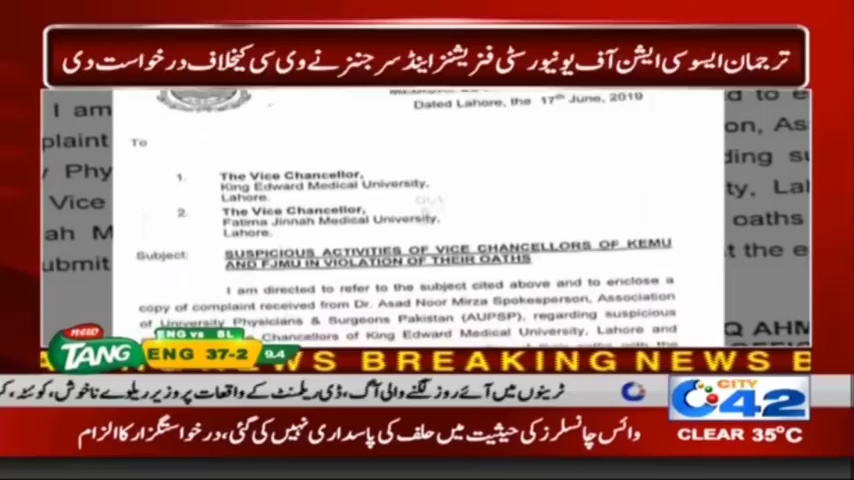 ترجمان ایسوسی ایشن آف یونیورسٹی فزیشنز اینڈ سرجنز نے وی سی کیخلاف درخواست دی
Dated Lahore, the 17th June, 2019
To
1. The Vice Chancellor,
King Edward Medical University,
Lahore.
2. The Vice Chancellor,
Fatima Jinnah Medical University,
Lahore.
Subject: SUSPICIOUS ACTIVITIES OF VICE CHANCELLORS OF KEMU
AND FJMU IN VIOLATION OF THEIR OATHS
I am directed to refer to the subject cited above and to enclose a
copy of complaint received from Dr. Asad Noor Mirza Spokesperson, Association
of University Physicians & Surgeons Pakistan (AUPSP), regarding suspicious
Chancellors of King Edward Medical University, Lahore and
I am
plaint
Phy
Vice
ah M
ubmit
d to e
on, As
ding su
ty, Lal
oaths
t the e
Q AHM
new
TANG
ENG vs SL
ENG 37-2 9.4
WS BREAKING NEWS B
ٹرینوں میں آئے روز لگنے والی آگ، ڈی ریلمنٹ کے واقعات پر وزیر ریلوے ناخوش، کوئٹہ،
CITY
42
CLEAR 35°C
وائس چانسلرز کی حیثیت میں حلف کی پاسداری نہیں کی گئی، درخواستگزار کا الزام